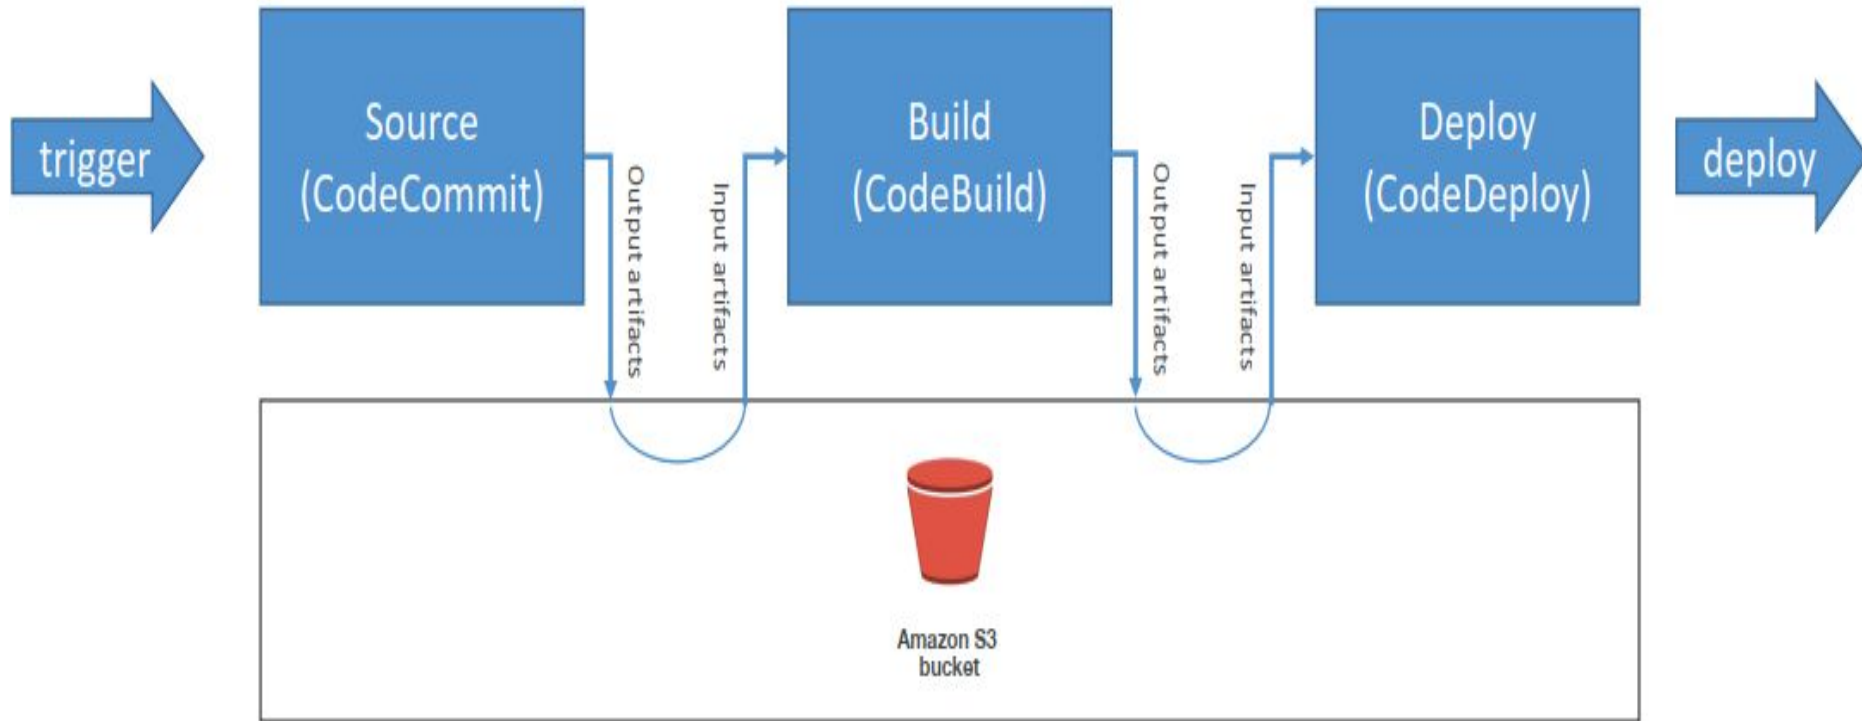 trigger
Source
(CodeCommit)
Output artifacts
Input artifacts
Build
(CodeBuild)
Output artifacts
Input artifacts
Deploy
(CodeDeploy)
deploy
Amazon S3
bucket